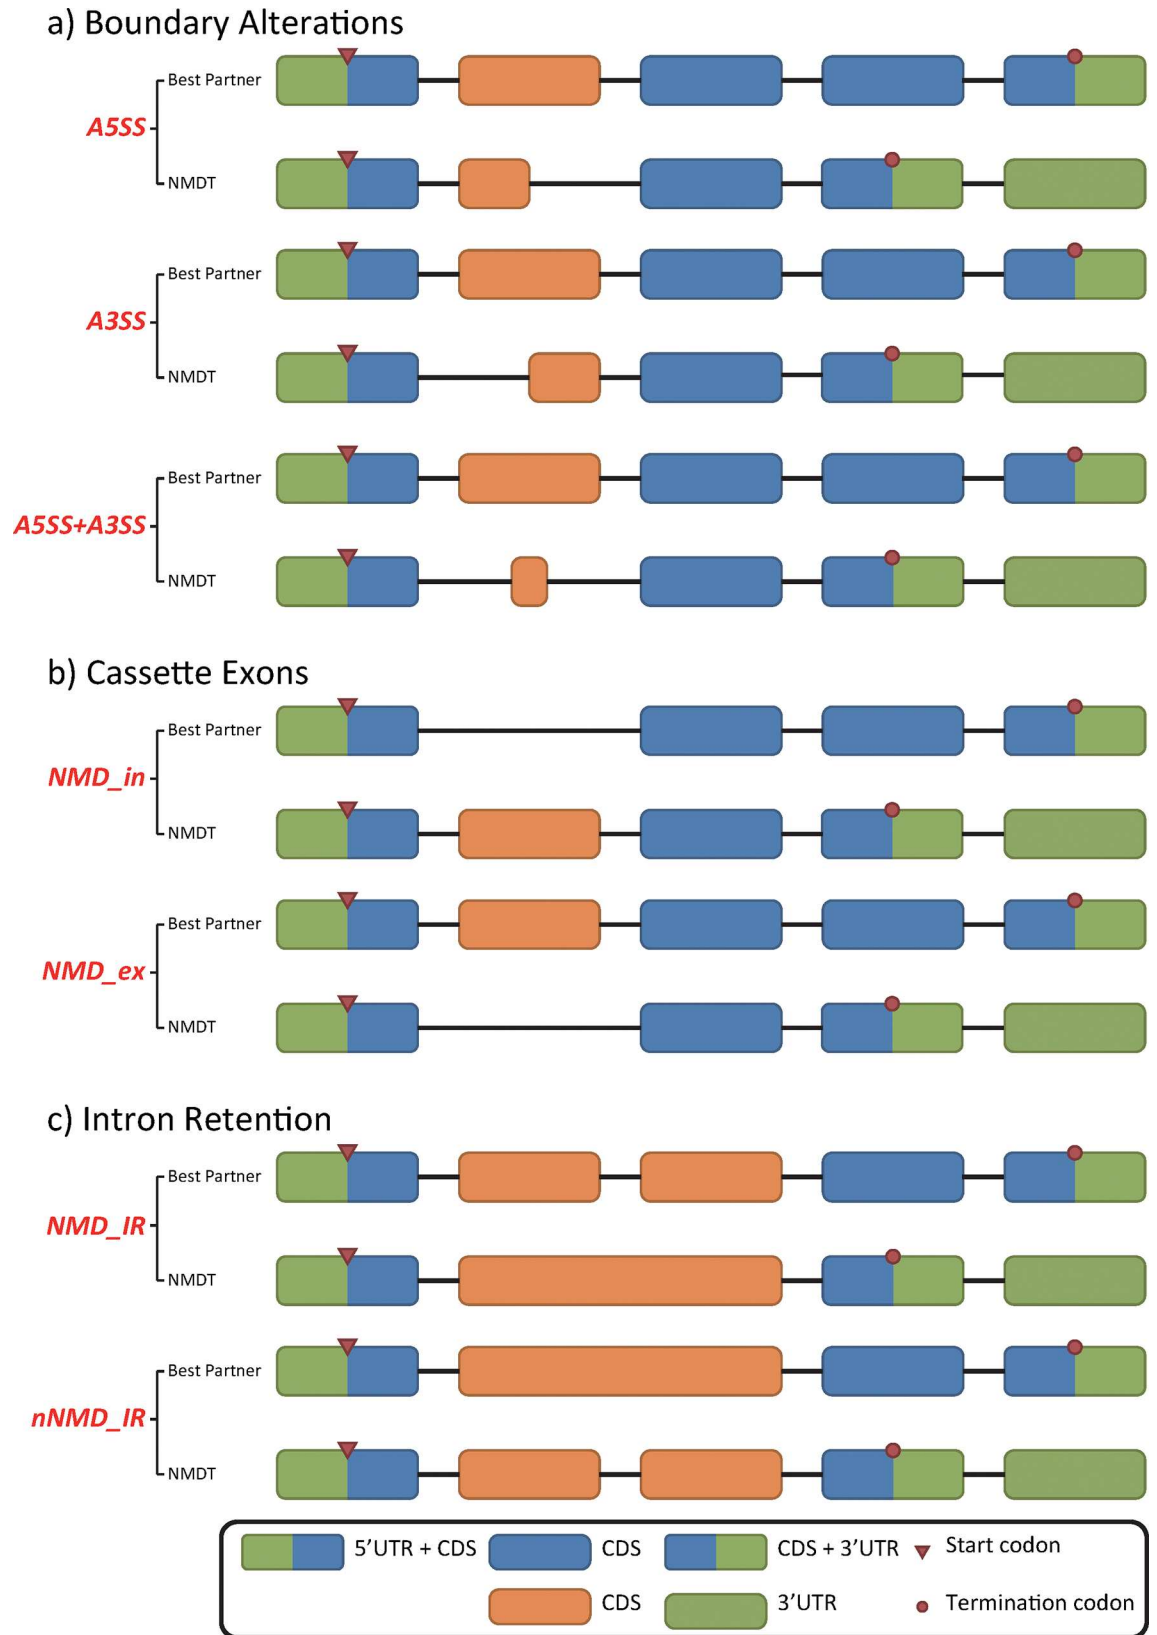 a) Boundary Alterations
Best Partner
A5SS
NMDT
Best Partner
A3SS
NMDT
Best Partner
A5SS+A3SS
NMDT
b) Cassette Exons
Best Partner
NMD_in
NMDT
Best Partner
NMD_ex
NMDT
c) Intron Retention
Best Partner
NMD_IR
NMDT
Best Partner
nNMD_IR
NMDT
5’UTR + CDS CDS CDS + 3’UTR Start codon
CDS 3’UTR Termination codon